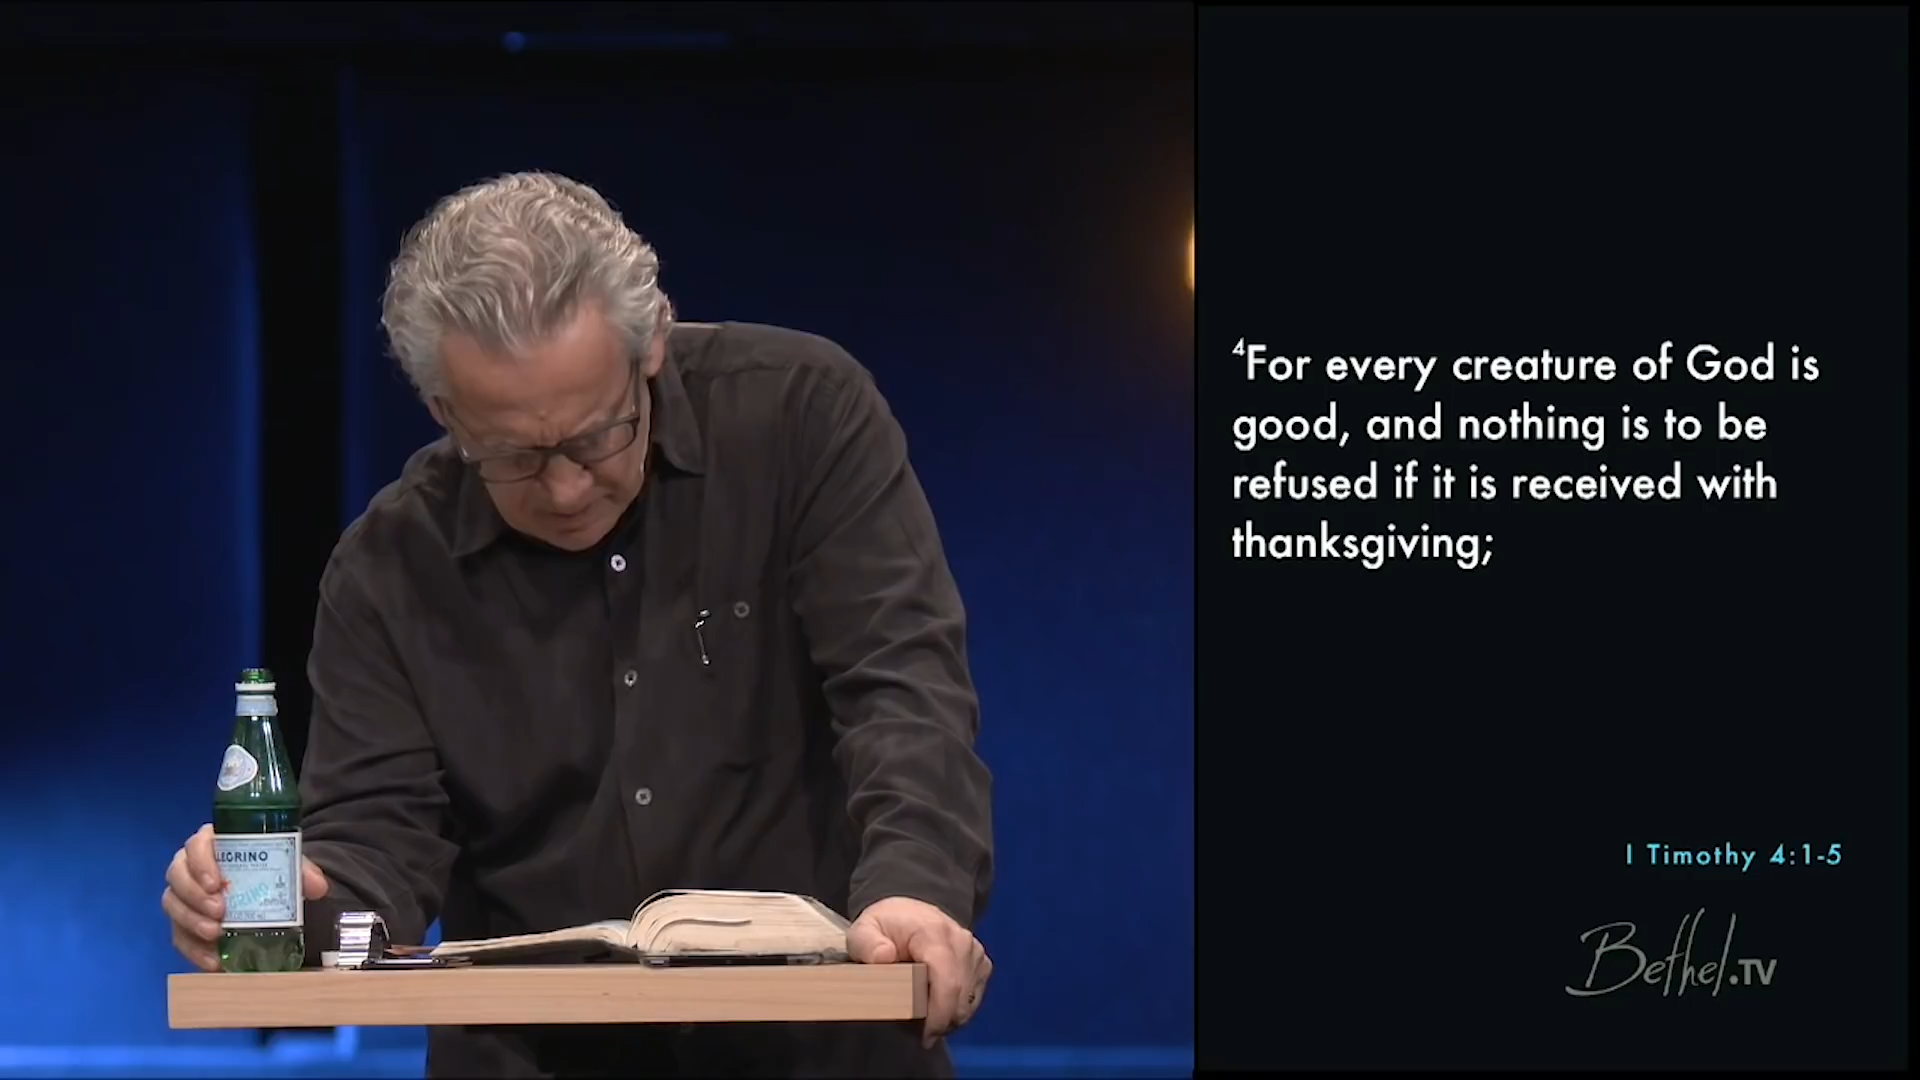 ⁴For every creature of God is
good, and nothing is to be
refused if it is received with
thanksgiving;
I Timothy 4:1-5
Bethel.TV
LEGRINO